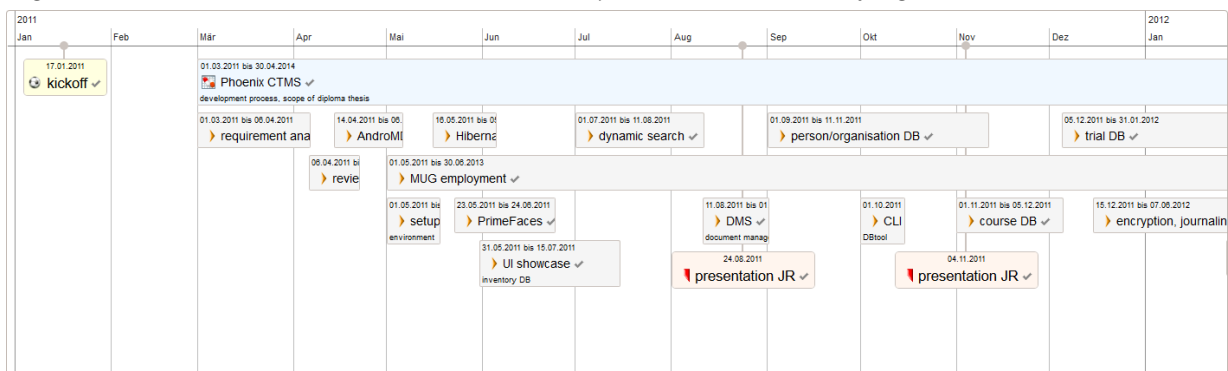 2011
2012
Jan
Feb
Mär
Apr
Mai
Jun
Jul
Aug
Sep
Okt
Nov
Dez
Jan
17.01.2011
kickoff
01.03.2011 bis 30.04.2014
Phoenix CTMS
development process, scope of diploma thesis
01.03.2011 bis 06.04.2011
requirement ana
14.04.2011 bis 06.
AndroMD
16.05.2011 bis 05
Hiberna
01.07.2011 bis 11.08.2011
dynamic search
01.09.2011 bis 11.11.2011
person/organisation DB
05.12.2011 bis 31.01.2012
trial DB
06.04.2011 bi
revie
01.05.2011 bis 30.06.2013
MUG employment
01.05.2011 bis
setup
environment
23.05.2011 bis 24.06.2011
PrimeFaces
11.08.2011 bis 01
DMS
document manag
01.10.2011
CLI
DBtool
01.11.2011 bis 05.12.2011
course DB
15.12.2011 bis 07.06.2012
encryption, journalin
31.05.2011 bis 15.07.2011
UI showcase
inventory DB
24.08.2011
presentation JR
04.11.2011
presentation JR